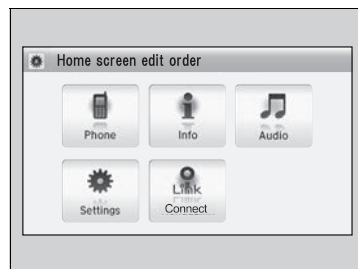 Home screen edit order
Phone
Info
Audio
Link
Settings
Connect